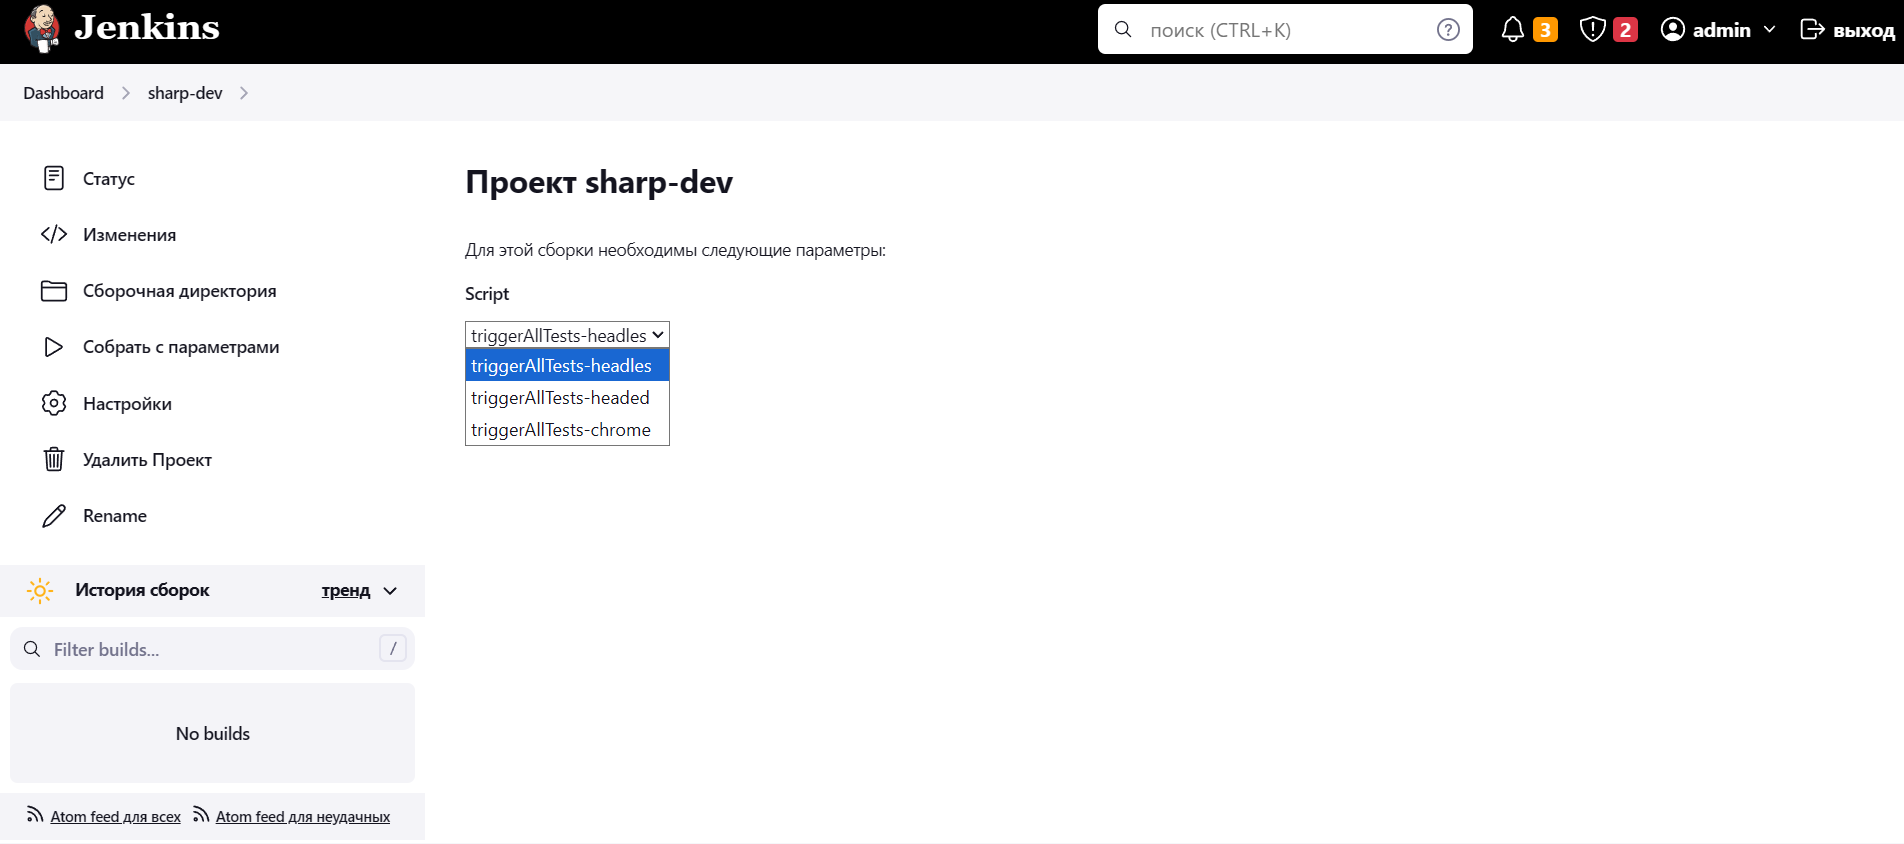 Jenkins
поиск (CTRL+K)
?
3
2
admin
выход
Dashboard
sharp-dev
Статус
Изменения
Сборочная директория
Собрать с параметрами
Настройки
Удалить Проект
Rename
История сборок
тренд
Filter builds...
/
No builds
Atom feed для всех
Atom feed для неудачных
Проект sharp-dev
Для этой сборки необходимы следующие параметры:
Script
triggerAllTests-headles
triggerAllTests-headles
triggerAllTests-headed
triggerAllTests-chrome